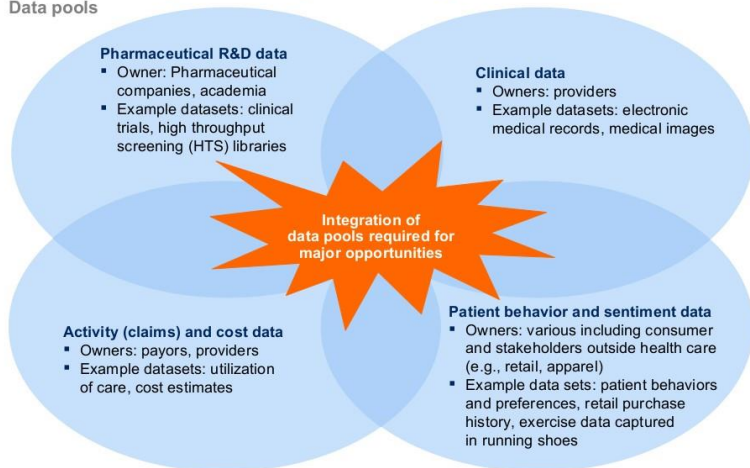 Data pools
Pharmaceutical R&D data
▪ Owner: Pharmaceutical
companies, academia
▪ Example datasets: clinical
trials, high throughput
screening (HTS) libraries
Clinical data
▪ Owners: providers
▪ Example datasets: electronic
medical records, medical images
Integration of
data pools required for
major opportunities
Activity (claims) and cost data
▪ Owners: payors, providers
▪ Example datasets: utilization
of care, cost estimates
Patient behavior and sentiment data
▪ Owners: various including consumer
and stakeholders outside health care
(e.g., retail, apparel)
▪ Example data sets: patient behaviors
and preferences, retail purchase
history, exercise data captured
in running shoes